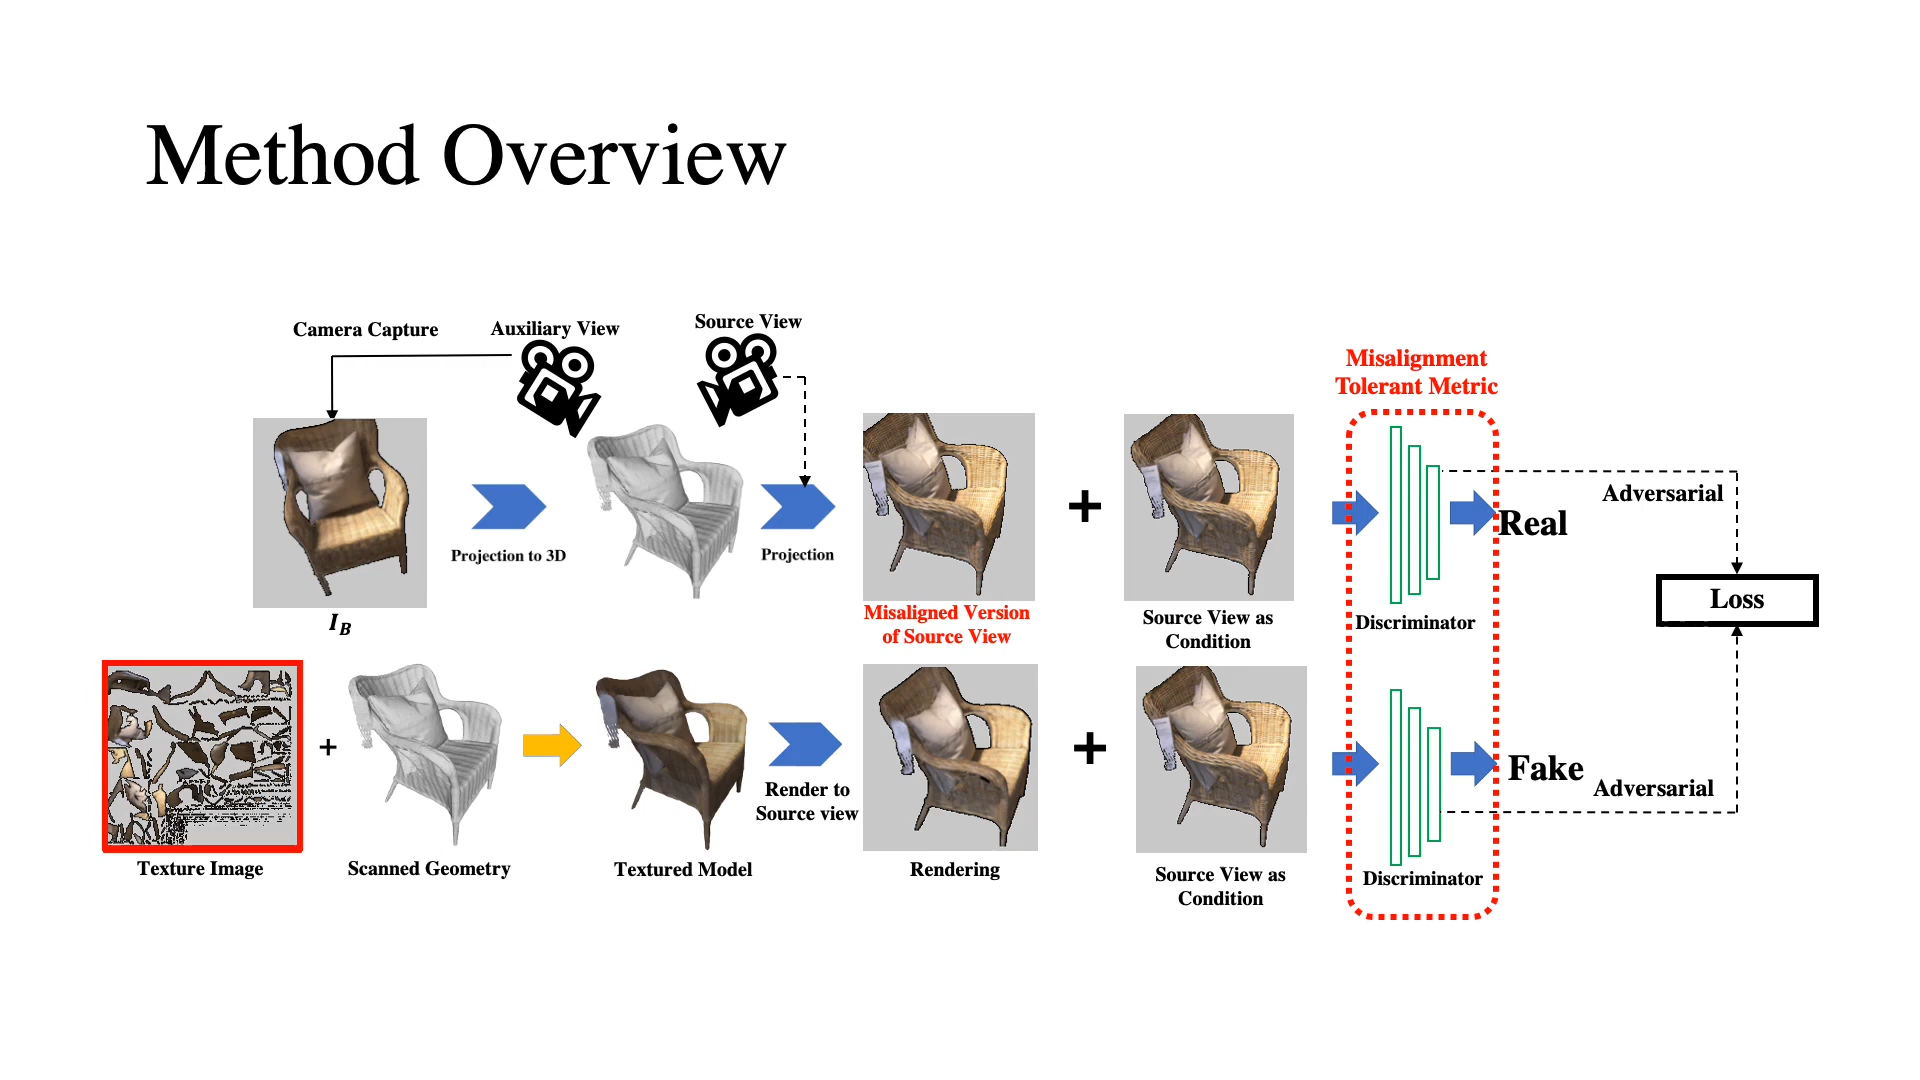 Method Overview
Camera Capture
Auxiliary View
Source View
Misalignment
Tolerant Metric
Projection to 3D
Projection
+
Real
Adversarial
I_B
Misaligned Version
of Source View
Source View as
Condition
Discriminator
Loss
+
Render to
Source view
+
Fake
Adversarial
Texture Image
Scanned Geometry
Textured Model
Rendering
Source View as
Condition
Discriminator